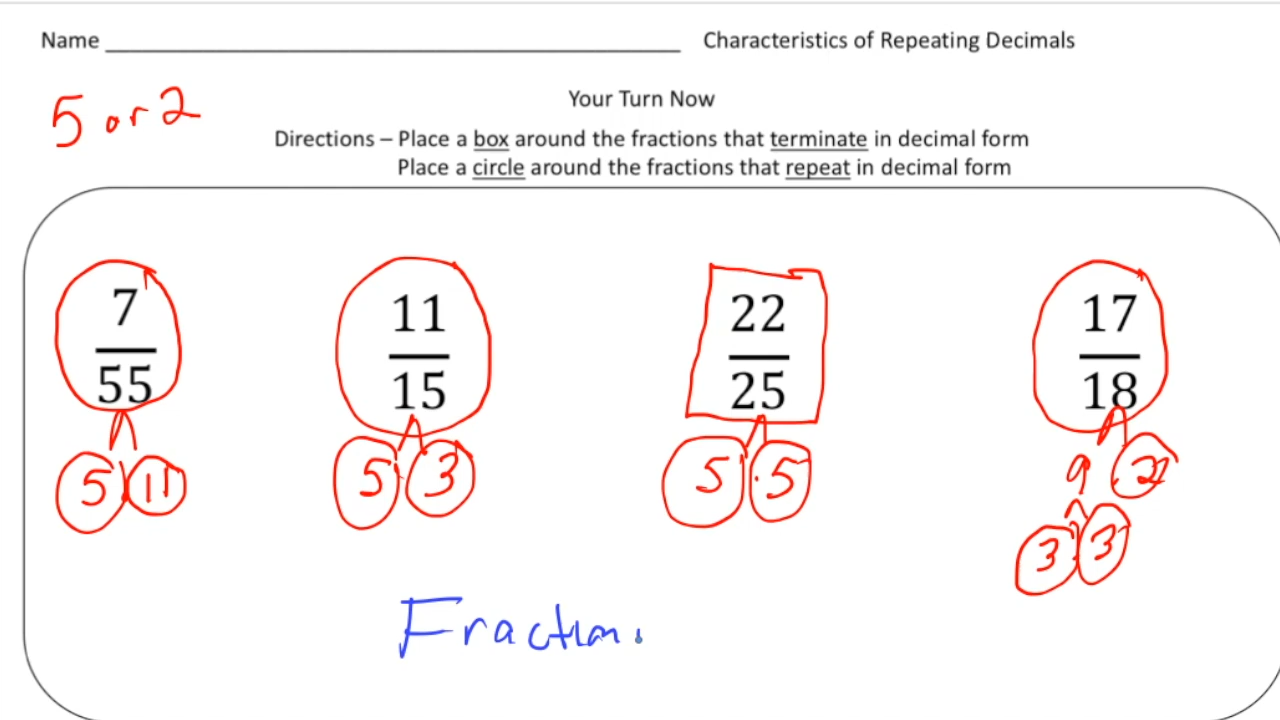 Name Characteristics of Repeating Decimals
5 or 2
Your Turn Now
Directions – Place a box around the fractions that terminate in decimal form
Place a circle around the fractions that repeat in decimal form
7 11 22 17
55 15 25 18
5 11 5 3 5 · 5 9 2
3 3
Fraction